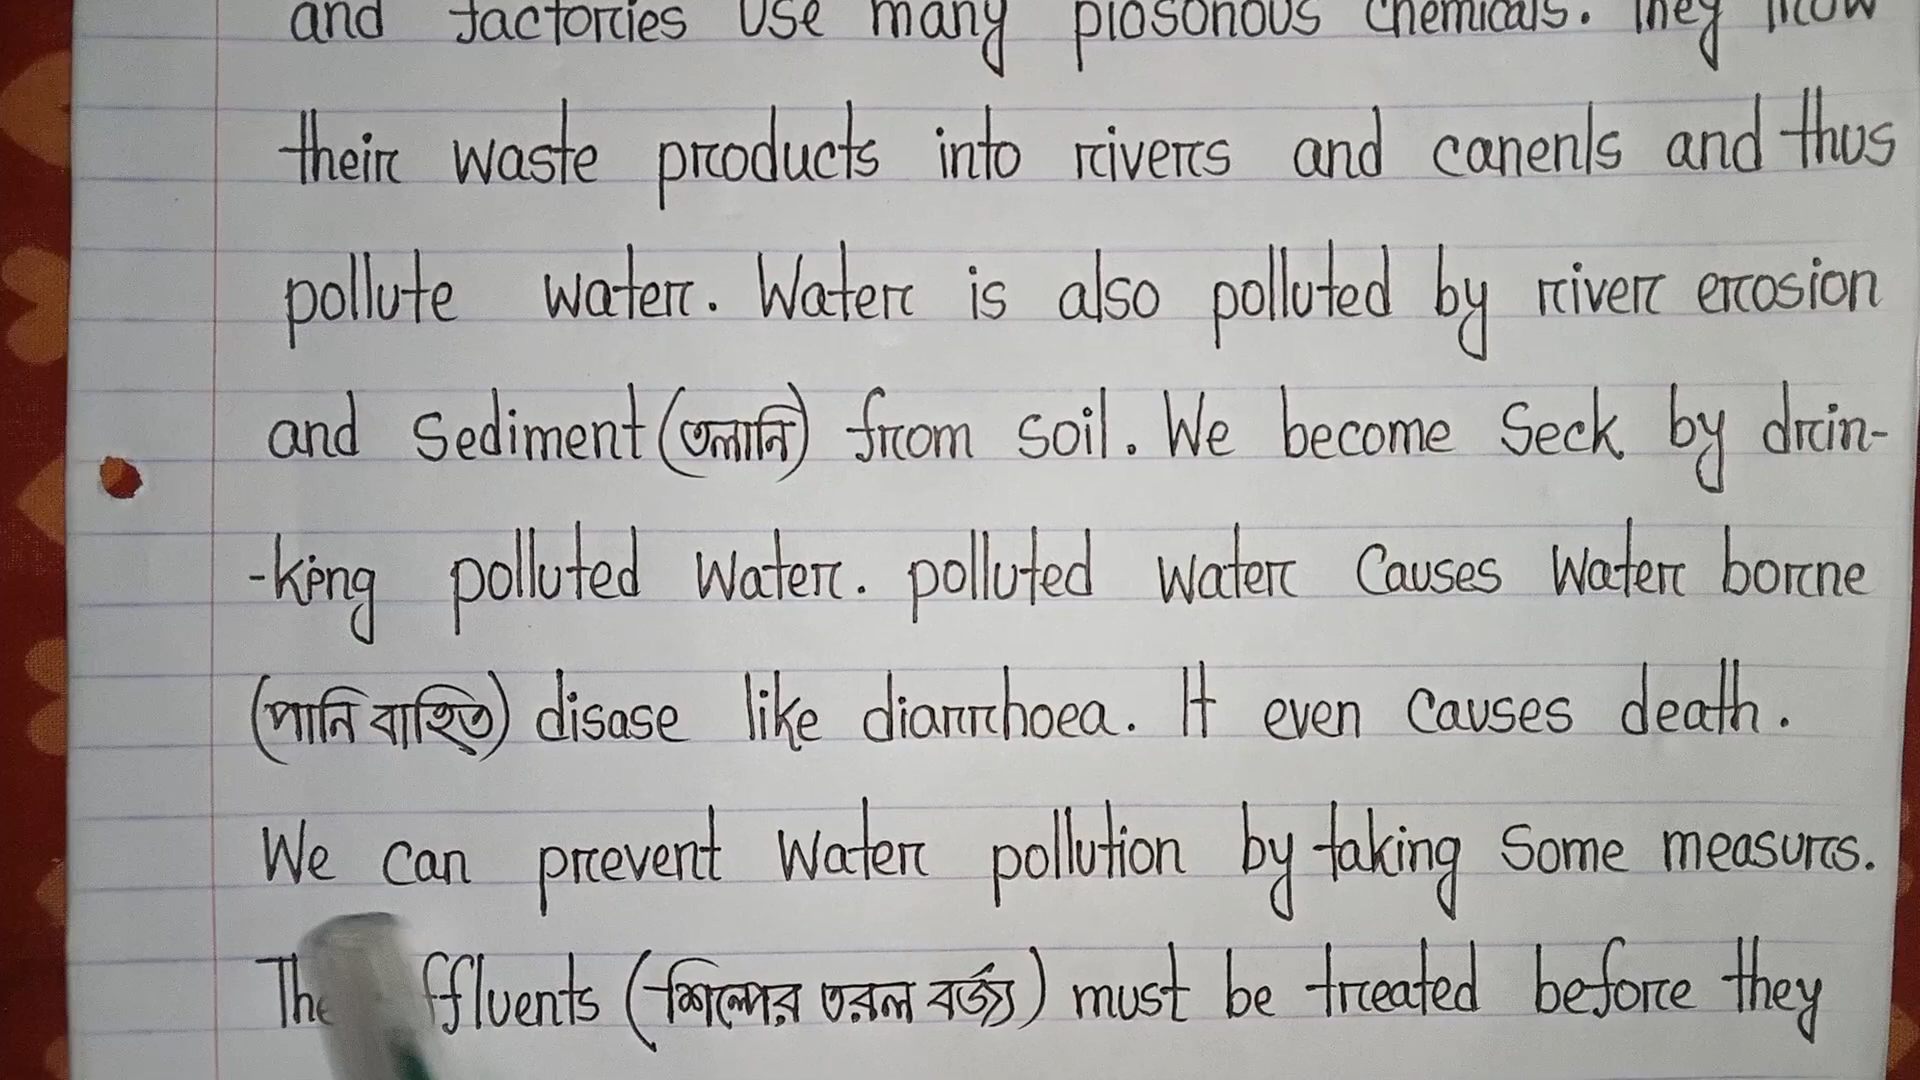 and factories use many piosonous chemicals. They
their waste products into rivers and canenls and thus
pollute water. Water is also polluted by river erosion
and Sediment (তলানি) from soil. We become Seck by drin-
-king polluted water. polluted water Causes Water borne
(পানি বাহিত) disase like diarrhoea. It even causes death.
We can prevent water pollution by taking Some measurs.
ffluents (শিল্পের তরল বর্জ্য) must be treated before they